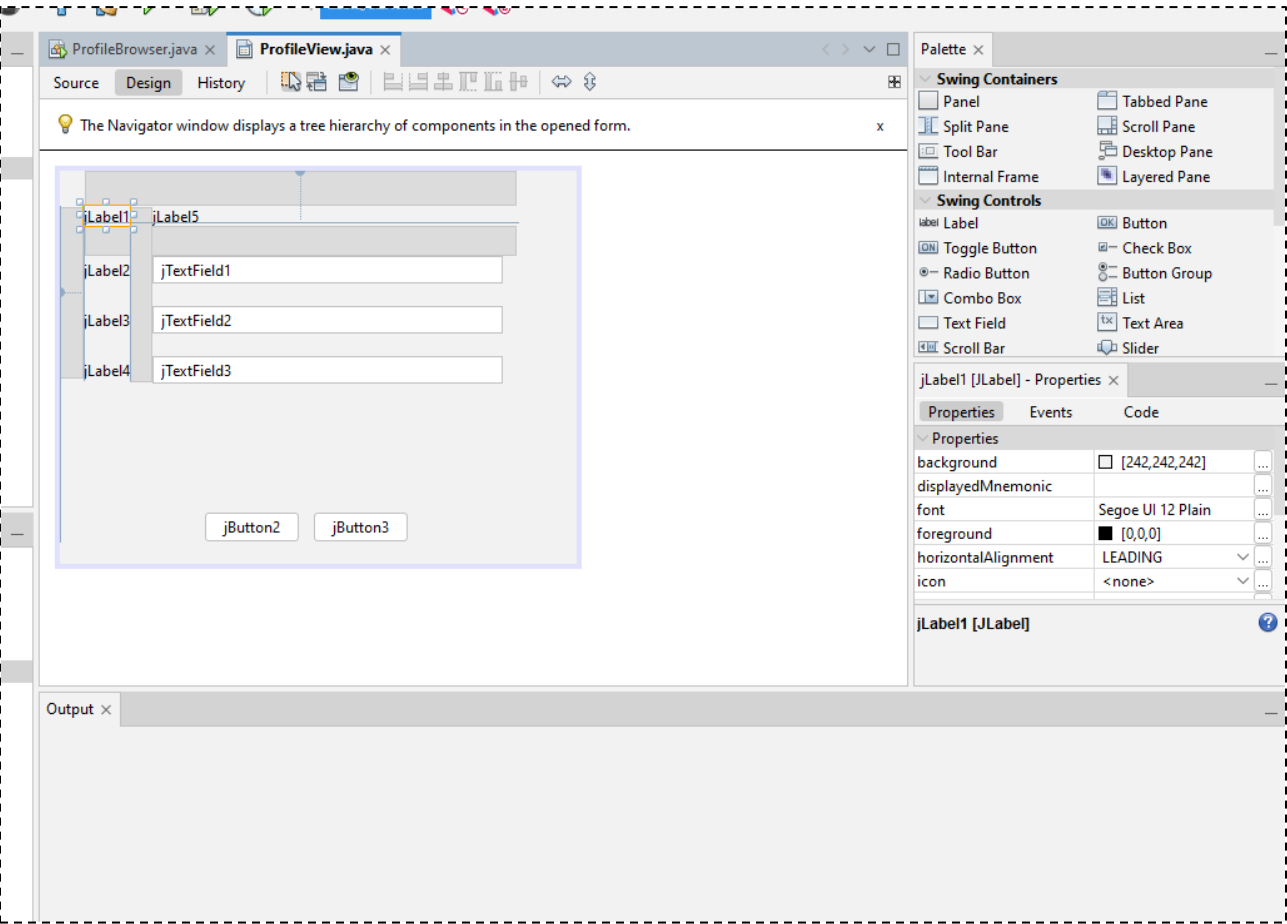 ProfileBrowser.java
ProfileView.java
Source Design History
The Navigator window displays a tree hierarchy of components in the opened form.
x
jLabel1 jLabel5
jLabel2 jTextField1
jLabel3 jTextField2
jLabel4 jTextField3
jButton2 jButton3
Palette
Swing Containers
Panel Tabbed Pane
Split Pane Scroll Pane
Tool Bar Desktop Pane
Internal Frame Layered Pane
Swing Controls
label Label OK Button
ON Toggle Button Check Box
Radio Button Button Group
Combo Box List
Text Field tx Text Area
Scroll Bar Slider
jLabel1 [JLabel] - Properties
Properties Events Code
Properties
background [242,242,242] ...
displayedMnemonic ...
font Segoe UI 12 Plain ...
foreground [0,0,0] ...
horizontalAlignment LEADING ...
icon <none> ...
jLabel1 [JLabel] ?
Output